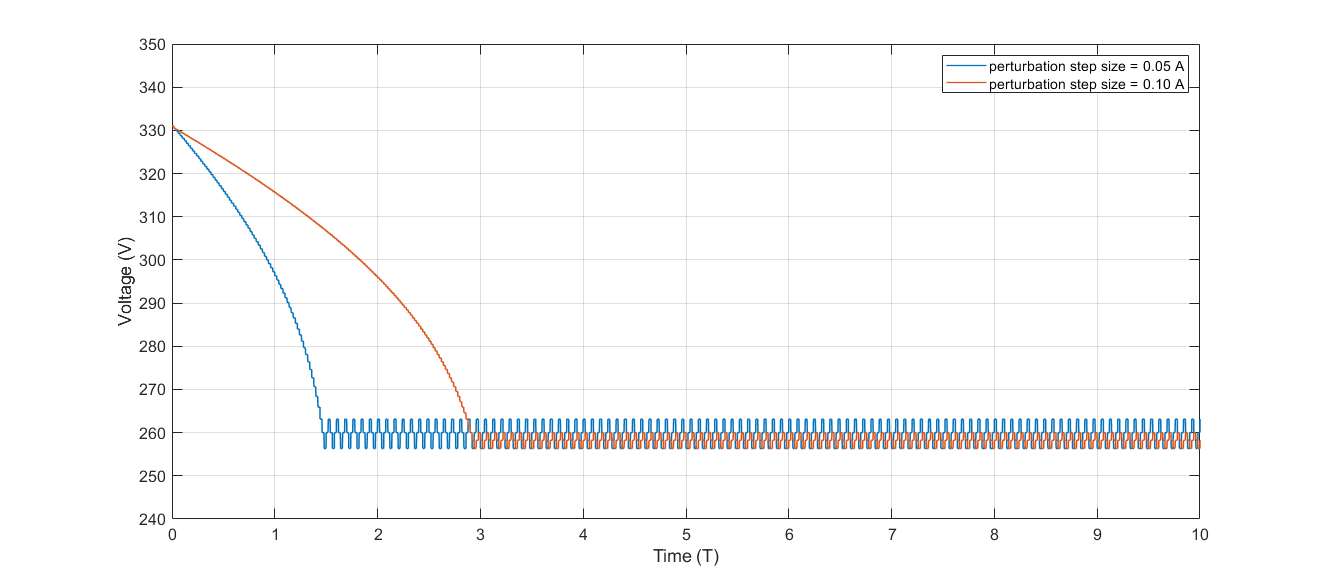 350
340
330
320
310
300
290
280
270
260
250
240
Voltage (V)
perturbation step size = 0.05 A
perturbation step size = 0.10 A
0 1 2 3 4 5 6 7 8 9 10
Time (T)